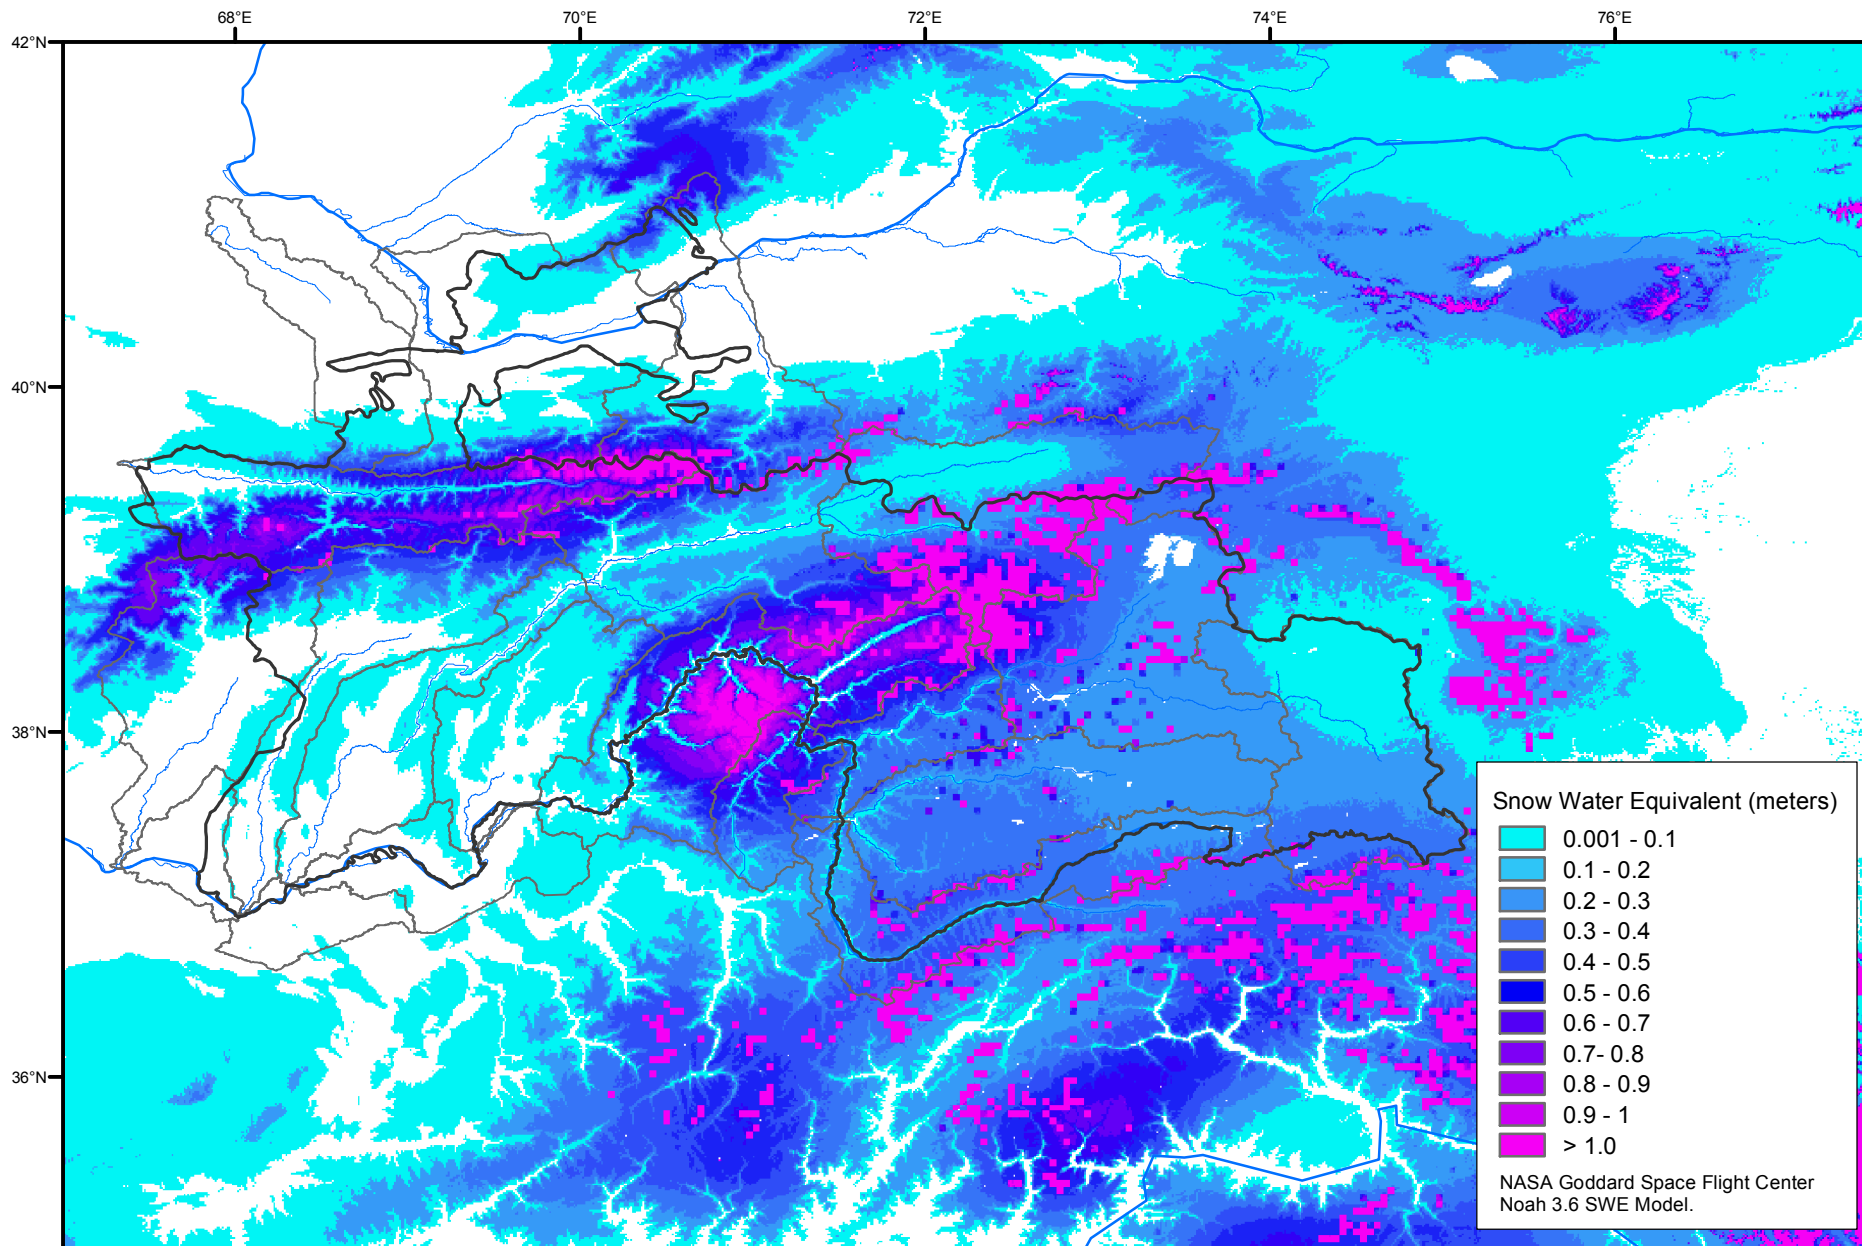 68°E
70°E
72°E
74°E
76°E
42°N
40°N
38°N
36°N
Snow Water Equivalent (meters)
0.001 - 0.1
0.1 - 0.2
0.2 - 0.3
0.3 - 0.4
0.4 - 0.5
0.5 - 0.6
0.6 - 0.7
0.7- 0.8
0.8 - 0.9
0.9 - 1
> 1.0
NASA Goddard Space Flight Center
Noah 3.6 SWE Model.